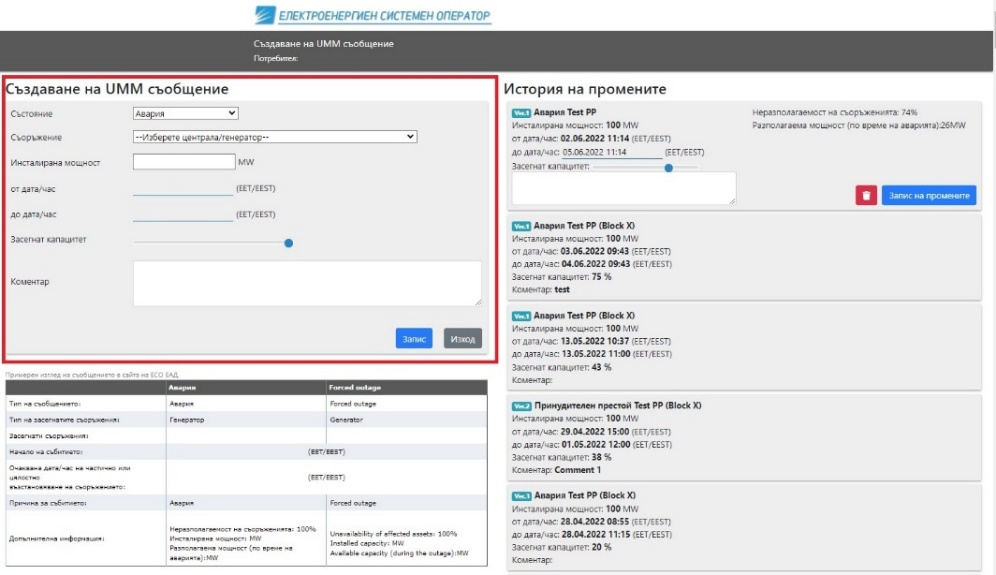 ЕЛЕКТРОЕНЕРГИЕН СИСТЕМЕН ОПЕРАТОР
Създаване на UMM съобщение
Потребител:
Създаване на UMM съобщение
Състояние
Авария
Съоръжение
--Изберете централа/генератор--
Инсталирана мощност
MW
от дата/час
(EET/EEST)
до дата/час
(EET/EEST)
Засегнат капацитет
Коментар
Запис
Изход
Примерен изглед на съобщението в сайта на ЕСО ЕАД.
Авария
Forced outage
Тип на съобщението:
Авария
Forced outage
Тип на засегнатите съоръжения:
Генератор
Generator
Засегнати съоръжения:
Начало на събитието:
(EET/EEST)
Очаквана дата/час на частично или
цялостно
възстановяване на съоръжението:
(EET/EEST)
Причина за събитието:
Авария
Forced outage
Допълнителна информация:
Неразполагаемост на съоръженията: 100%
Инсталирана мощност: MW
Разполагаема мощност (по време на
аварията):MW
Unavailability of affected assets: 100%
Installed capacity: MW
Available capacity (during the outage):MW
История на промените
Ver.1 Авария Test PP
Инсталирана мощност: 100 MW
от дата/час: 02.06.2022 11:14 (EET/EEST)
до дата/час: 05.06.2022 11:14 (EET/EEST)
Засегнат капацитет:
Неразполагаемост на съоръженията: 74%
Разполагаема мощност (по време на аварията):26MW
Запис на промените
Ver.1 Авария Test PP (Block X)
Инсталирана мощност: 100 MW
от дата/час: 03.06.2022 09:43 (EET/EEST)
до дата/час: 04.06.2022 09:43 (EET/EEST)
Засегнат капацитет: 75 %
Коментар: test
Ver.1 Авария Test PP (Block X)
Инсталирана мощност: 100 MW
от дата/час: 13.05.2022 10:37 (EET/EEST)
до дата/час: 13.05.2022 11:00 (EET/EEST)
Засегнат капацитет: 43 %
Коментар:
Ver.2 Принудителен престой Test PP (Block X)
Инсталирана мощност: 100 MW
от дата/час: 29.04.2022 15:00 (EET/EEST)
до дата/час: 01.05.2022 12:00 (EET/EEST)
Засегнат капацитет: 38 %
Коментар: Comment 1
Ver.1 Авария Test PP (Block X)
Инсталирана мощност: 100 MW
от дата/час: 28.04.2022 08:55 (EET/EEST)
до дата/час: 28.04.2022 11:15 (EET/EEST)
Засегнат капацитет: 20 %
Коментар: